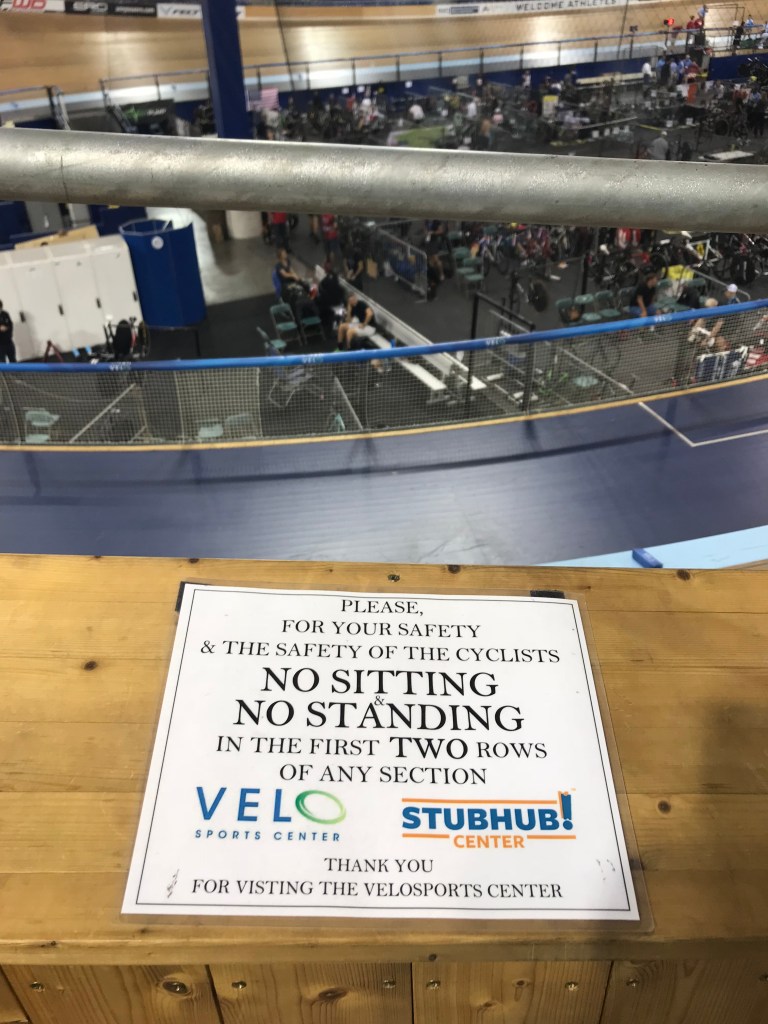 WELCOME ATHLETES
PLEASE,
FOR YOUR SAFETY
& THE SAFETY OF THE CYCLISTS
NO SITTING
&
NO STANDING
IN THE FIRST TWO ROWS
OF ANY SECTION
VELO
SPORTS CENTER
STUBHUB!
CENTER
THANK YOU
FOR VISTING THE VELOSPORTS CENTER